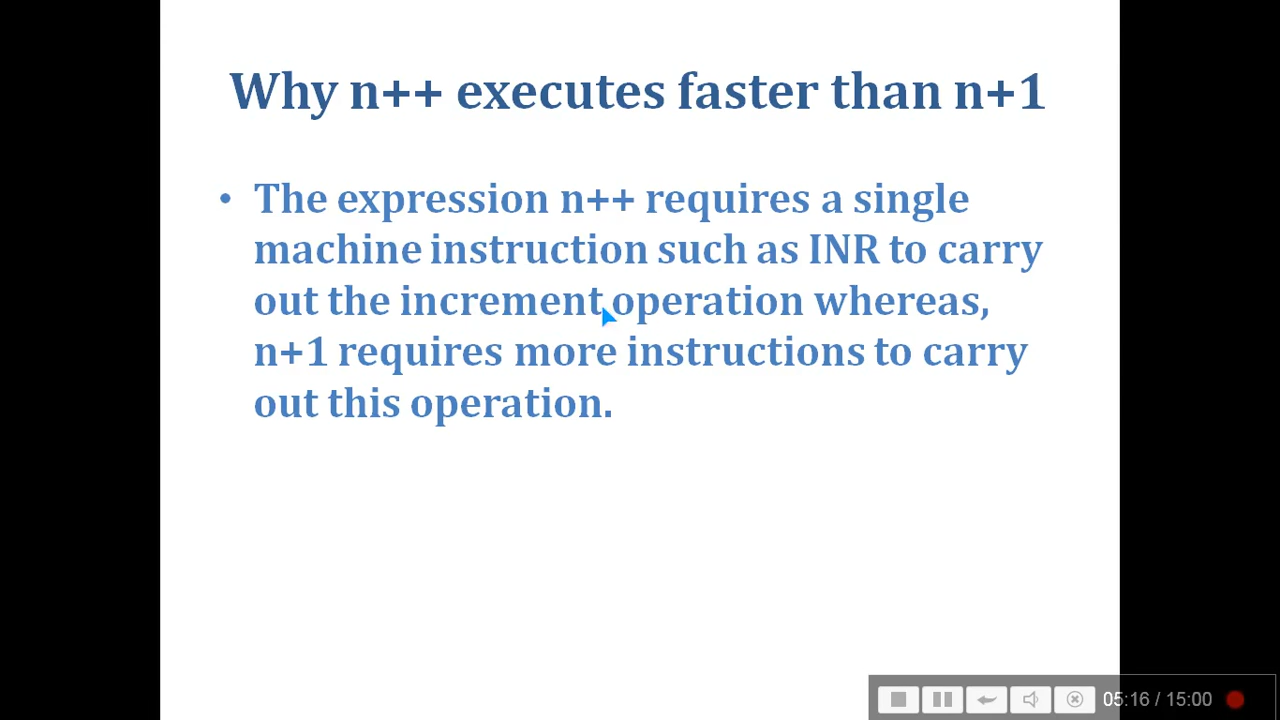 Why n++ executes faster than n+1
• The expression n++ requires a single
machine instruction such as INR to carry
out the increment operation whereas,
n+1 requires more instructions to carry
out this operation.
05:16 / 15:00